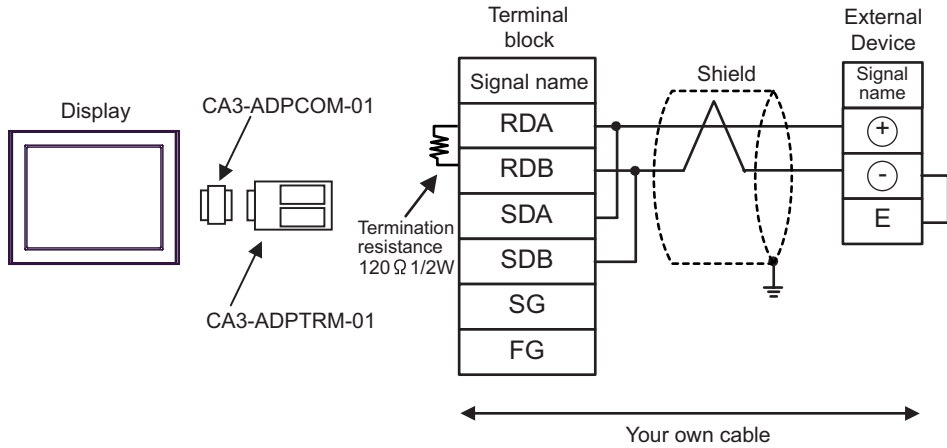 Display
CA3-ADPCOM-01
CA3-ADPTRM-01
Termination
resistance
120Ω 1/2W
Terminal
block
Signal name
RDA
RDB
SDA
SDB
SG
FG
Shield
External
Device
Signal
name
+
-
E
Your own cable